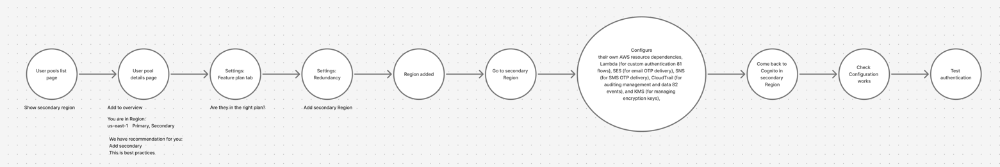 User pools list
page
User pool
details page
Settings:
Feature plan tab
Settings:
Redundancy
Region added
Go to secondary
Region
Configure
their own AWS resource dependencies,
Lambda (for custom authentication 81
flows), SES (for email OTP delivery), SNS
(for SMS OTP delivery), CloudTrail (for
auditing management and data 82
events), and KMS (for managing
encryption keys),
Come back to
Cognito in
secondary
Region
Check
Configuration
works
Test
authentication
Show secondary region
Add to overview
You are in Region:
us-east-1 Primary, Secondary
We have recommendation for you:
Add secondary
This is best practices
Are they in the right plan?
Add secondary Region